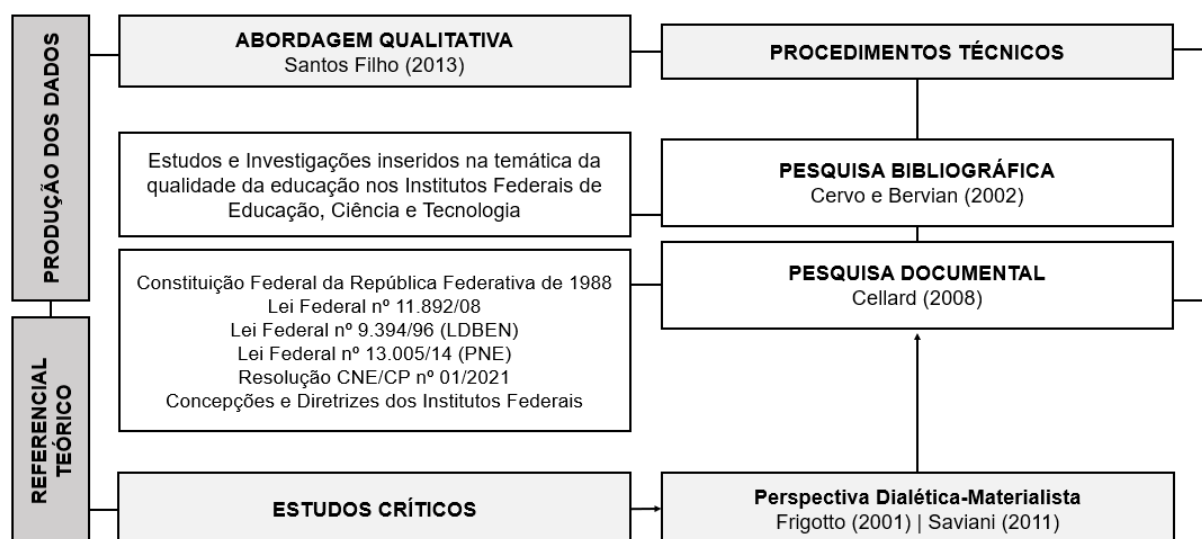 PRODUÇÃO DOS DADOS
ABORDAGEM QUALITATIVA
Santos Filho (2013)
PROCEDIMENTOS TÉCNICOS
Estudos e Investigações inseridos na temática da
qualidade da educação nos Institutos Federais de
Educação, Ciência e Tecnologia
PESQUISA BIBLIOGRÁFICA
Cervo e Bervian (2002)
Constituição Federal da República Federativa de 1988
Lei Federal nº 11.892/08
Lei Federal nº 9.394/96 (LDBEN)
Lei Federal nº 13.005/14 (PNE)
Resolução CNE/CP nº 01/2021
Concepções e Diretrizes dos Institutos Federais
PESQUISA DOCUMENTAL
Cellard (2008)
REFERENCIAL
TEÓRICO
ESTUDOS CRÍTICOS
Perspectiva Dialética-Materialista
Frigotto (2001) | Saviani (2011)